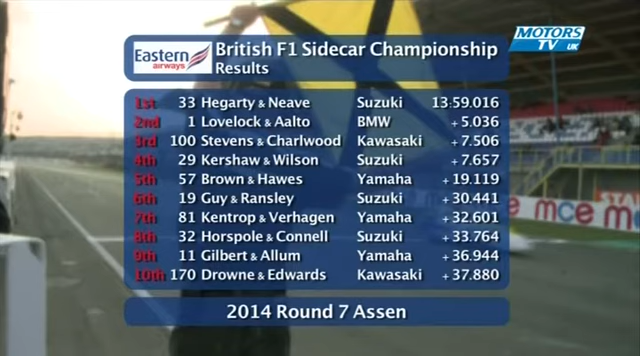 MOTORS
TV UK
Eastern
airways
British F1 Sidecar Championship
Results
1st 33 Hegarty & Neave Suzuki 13:59.016
2nd 1 Lovelock & Aalto BMW + 5.036
3rd 100 Stevens & Charlwood Kawasaki + 7.506
4th 29 Kershaw & Wilson Suzuki + 7.657
5th 57 Brown & Hawes Yamaha + 19.119
6th 19 Guy & Ransley Suzuki + 30.441
7th 81 Kentrop & Verhagen Yamaha + 32.601
8th 32 Horspole & Connell Suzuki + 33.764
9th 11 Gilbert & Allum Yamaha + 36.944
10th 170 Drowne & Edwards Kawasaki + 37.880
mce mce
2014 Round 7 Assen